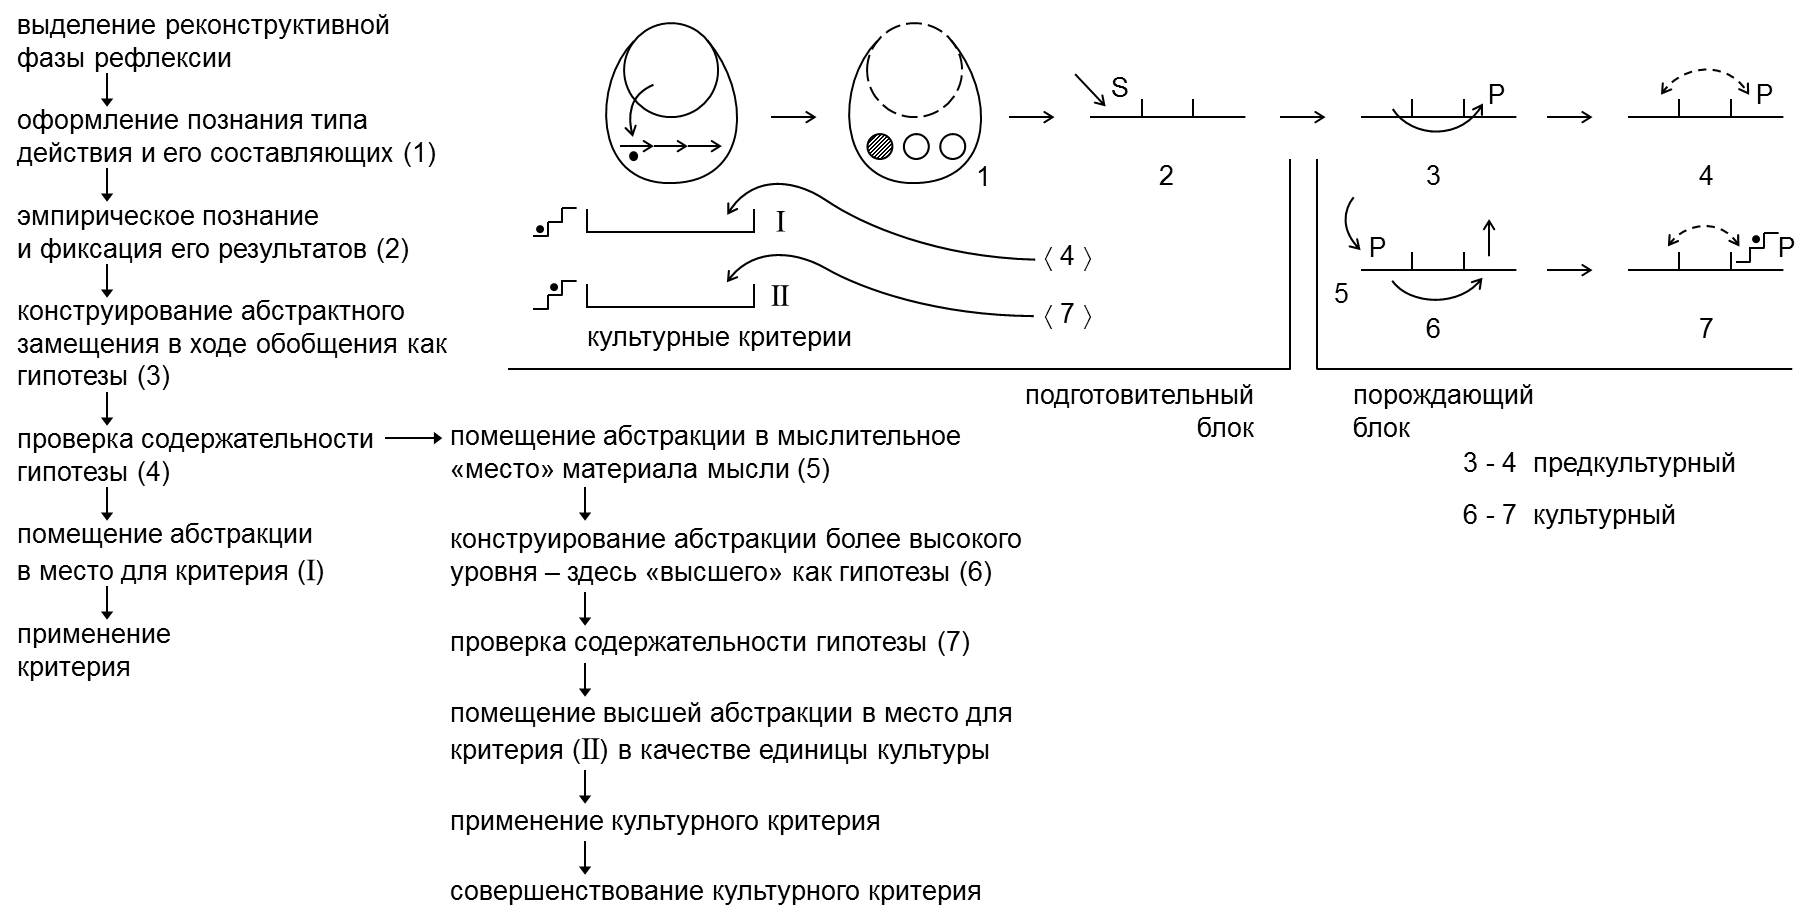 выделение реконструктивной
фазы рефлексии
оформление познания типа
действия и его составляющих (1)
эмпирическое познание
и фиксация его результатов (2)
конструирование абстрактного
замещения в ходе обобщения как
гипотезы (3)
проверка содержательности
гипотезы (4)
помещение абстракции
в место для критерия (I)
применение
критерия
1
S
2
P
3
P
4
I
⟨ 4 ⟩
II
⟨ 7 ⟩
культурные критерии
P
5
6
P
7
подготовительный
блок
порождающий
блок
3 - 4 предкультурный
6 - 7 культурный
помещение абстракции в мыслительное
«место» материала мысли (5)
конструирование абстракции более высокого
уровня – здесь «высшего» как гипотезы (6)
проверка содержательности гипотезы (7)
помещение высшей абстракции в место для
критерия (II) в качестве единицы культуры
применение культурного критерия
совершенствование культурного критерия